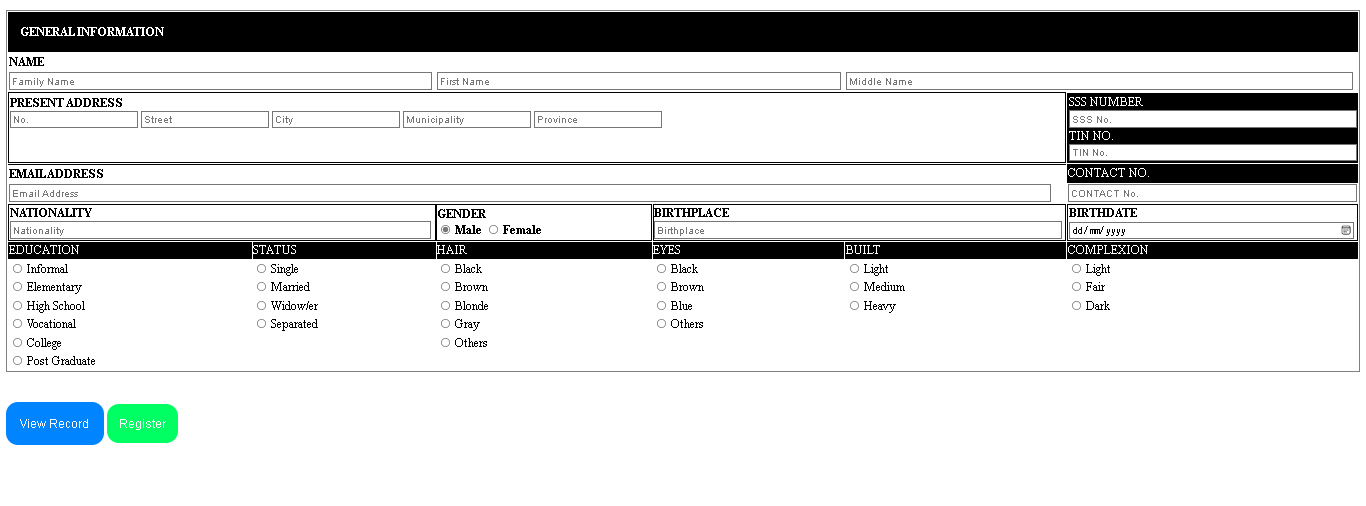 GENERAL INFORMATION
NAME
Family Name First Name Middle Name
PRESENT ADDRESS SSS NUMBER
No. Street City Municipality Province SSS No.
TIN NO.
TIN No.
EMAIL ADDRESS CONTACT NO.
Email Address CONTACT No.
NATIONALITY GENDER BIRTHPLACE BIRTHDATE
Nationality Male Female Birthplace dd/mm/yyyy
EDUCATION STATUS HAIR EYES BUILT COMPLEXION
Informal Single Black Black Light Light
Elementary Married Brown Brown Medium Fair
High School Widow/er Blonde Blue Heavy Dark
Vocational Separated Gray Others
College Others
Post Graduate
View Record Register